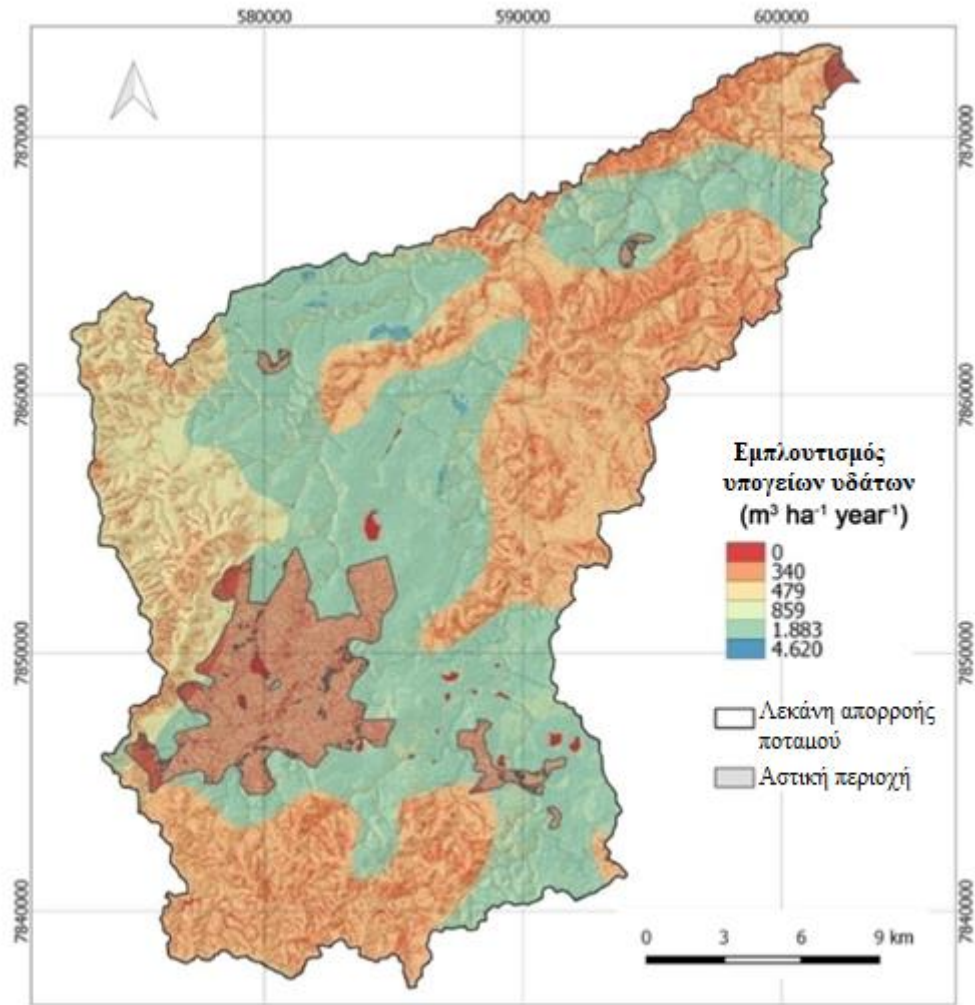 580000 590000 600000
7870000 7870000
7860000 7860000
Εμπλουτισμός
υπογείων υδάτων
(m³ ha⁻¹ year⁻¹)
0
340
479
859
1.883
4.620
7850000 7850000
Λεκάνη απορροής
ποταμού
Αστική περιοχή
7840000 7840000
0 3 6 9 km